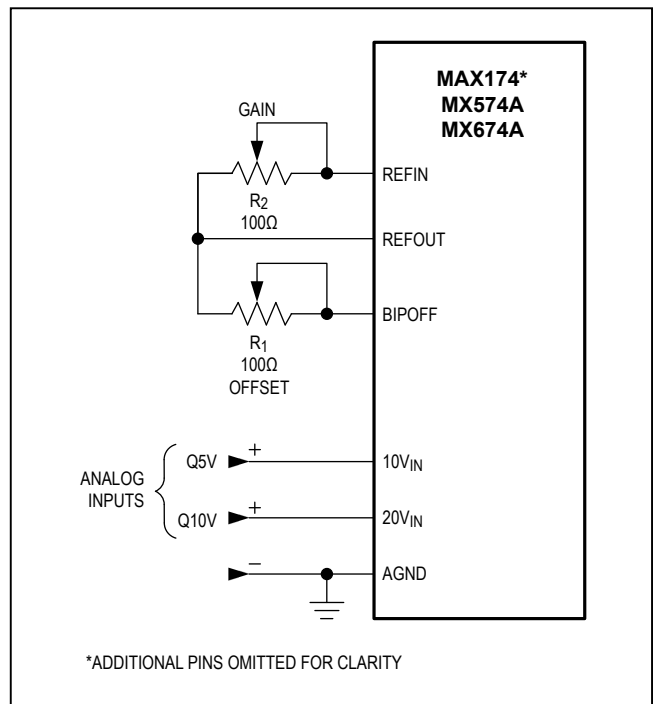 MAX174*
MX574A
MX674A
GAIN
R2
100Ω
REFIN
REFOUT
BIPOFF
R1
100Ω
OFFSET
ANALOG
INPUTS
Q5V
+
10VIN
Q10V
+
20VIN
−
AGND
*ADDITIONAL PINS OMITTED FOR CLARITY